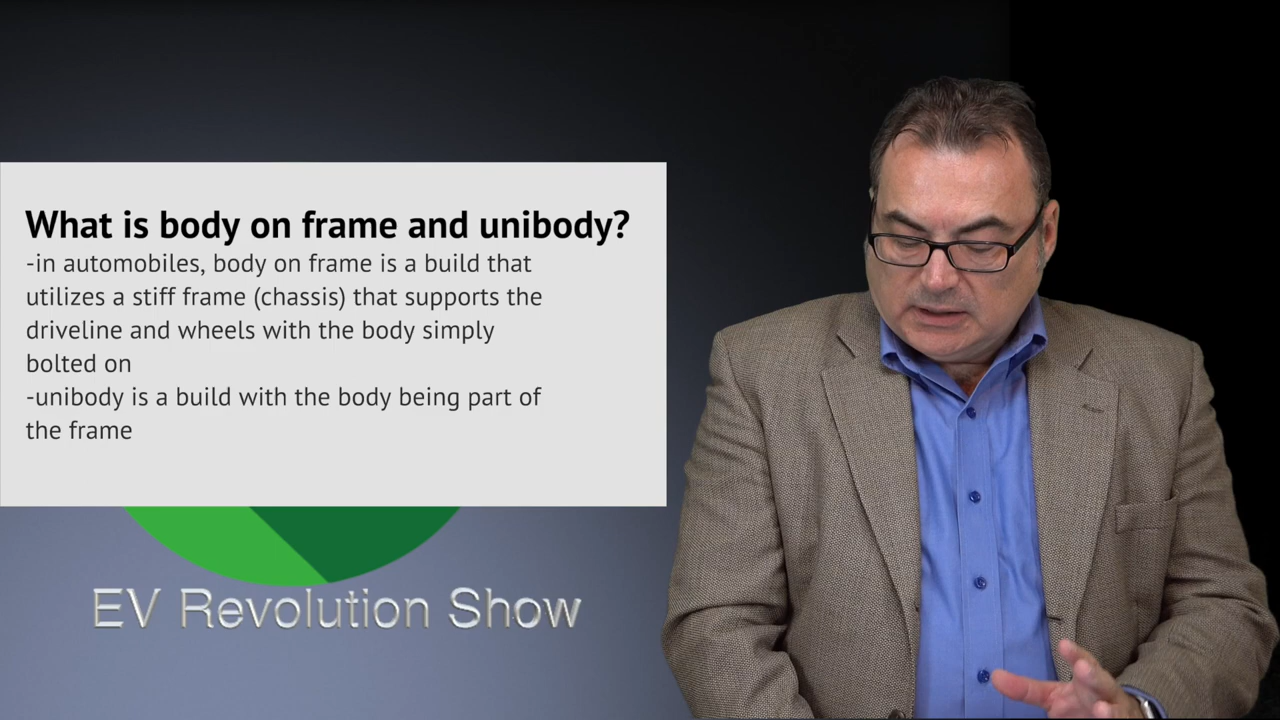 What is body on frame and unibody?
-in automobiles, body on frame is a build that
utilizes a stiff frame (chassis) that supports the
driveline and wheels with the body simply
bolted on
-unibody is a build with the body being part of
the frame
EV Revolution Show